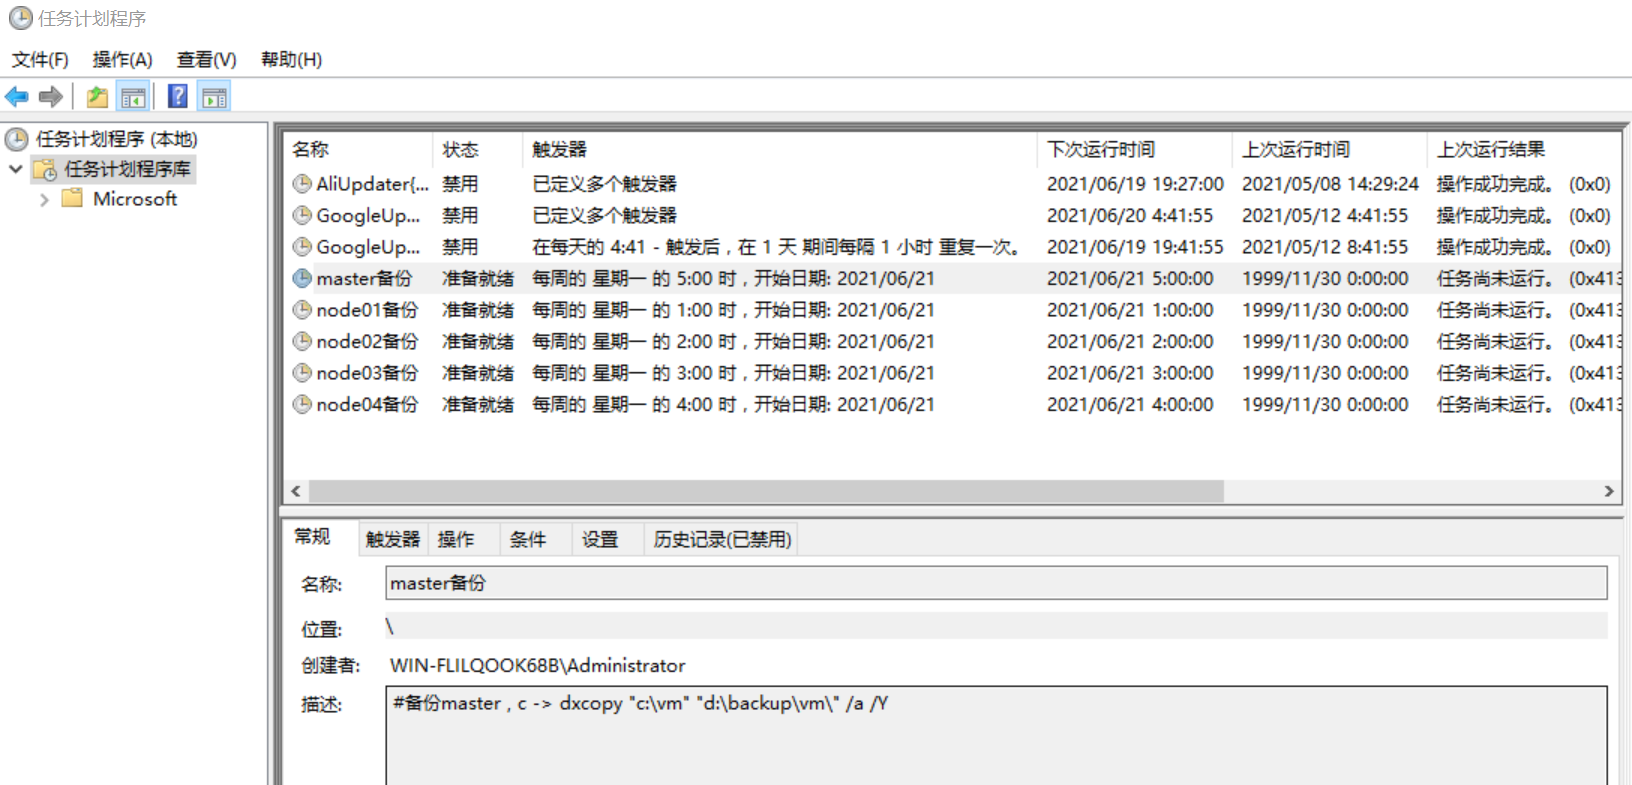 任务计划程序
文件(F) 操作(A) 查看(V) 帮助(H)
任务计划程序 (本地)
任务计划程序库
Microsoft
名称 状态 触发器 下次运行时间 上次运行时间 上次运行结果
AliUpdater{... 禁用 已定义多个触发器 2021/06/19 19:27:00 2021/05/08 14:29:24 操作成功完成。 (0x0)
GoogleUp... 禁用 已定义多个触发器 2021/06/20 4:41:55 2021/05/12 4:41:55 操作成功完成。 (0x0)
GoogleUp... 禁用 在每天的 4:41 - 触发后，在 1 天 期间每隔 1 小时 重复一次。 2021/06/19 19:41:55 2021/05/12 8:41:55 操作成功完成。 (0x0)
master备份 准备就绪 每周的 星期一 的 5:00 时，开始日期: 2021/06/21 2021/06/21 5:00:00 1999/11/30 0:00:00 任务尚未运行。 (0x413
node01备份 准备就绪 每周的 星期一 的 1:00 时，开始日期: 2021/06/21 2021/06/21 1:00:00 1999/11/30 0:00:00 任务尚未运行。 (0x413
node02备份 准备就绪 每周的 星期一 的 2:00 时，开始日期: 2021/06/21 2021/06/21 2:00:00 1999/11/30 0:00:00 任务尚未运行。 (0x413
node03备份 准备就绪 每周的 星期一 的 3:00 时，开始日期: 2021/06/21 2021/06/21 3:00:00 1999/11/30 0:00:00 任务尚未运行。 (0x413
node04备份 准备就绪 每周的 星期一 的 4:00 时，开始日期: 2021/06/21 2021/06/21 4:00:00 1999/11/30 0:00:00 任务尚未运行。 (0x413
常规 触发器 操作 条件 设置 历史记录(已禁用)
名称: master备份
位置: \
创建者: WIN-FLILQOOK68B\Administrator
描述: #备份master，c -> dxcopy "c:\vm" "d:\backup\vm\" /a /Y